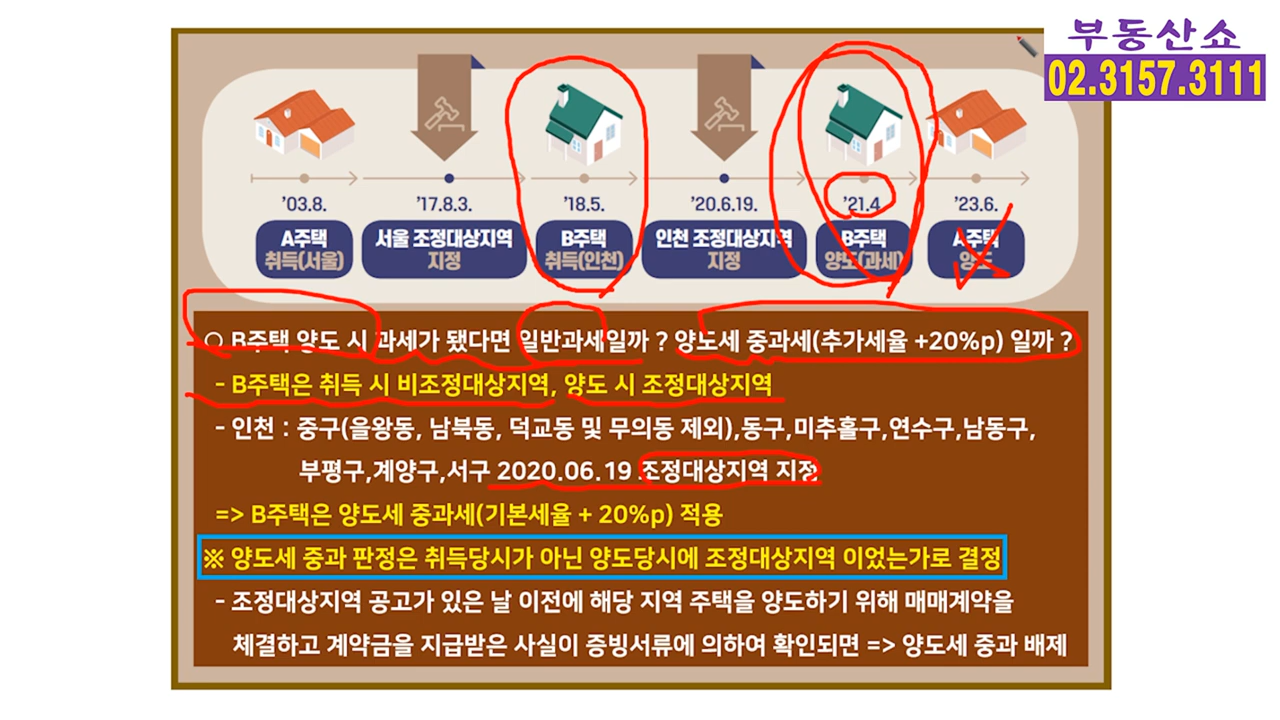 부동산쇼
02.3157.3111
'03.8.
'17.8.3.
'18.5.
'20.6.19.
'21.4.
'23.6.
A주택
취득(서울)
서울 조정대상지역
지정
B주택
취득(인천)
인천 조정대상지역
지정
B주택
양도(과세)
A주택
양도
○ B주택 양도 시 과세가 됐다면 일반과세일까 ? 양도세 중과세(추가세율 +20%p) 일까 ?
- B주택은 취득 시 비조정대상지역, 양도 시 조정대상지역
- 인천 : 중구(을왕동, 남북동, 덕교동 및 무의동 제외),동구,미추홀구,연수구,남동구,
부평구,계양구,서구 2020.06.19 조정대상지역 지정
=> B주택은 양도세 중과세(기본세율 + 20%p) 적용
※ 양도세 중과 판정은 취득당시가 아닌 양도당시에 조정대상지역 이었는가로 결정
- 조정대상지역 공고가 있은 날 이전에 해당 지역 주택을 양도하기 위해 매매계약을
체결하고 계약금을 지급받은 사실이 증빙서류에 의하여 확인되면 => 양도세 중과 배제